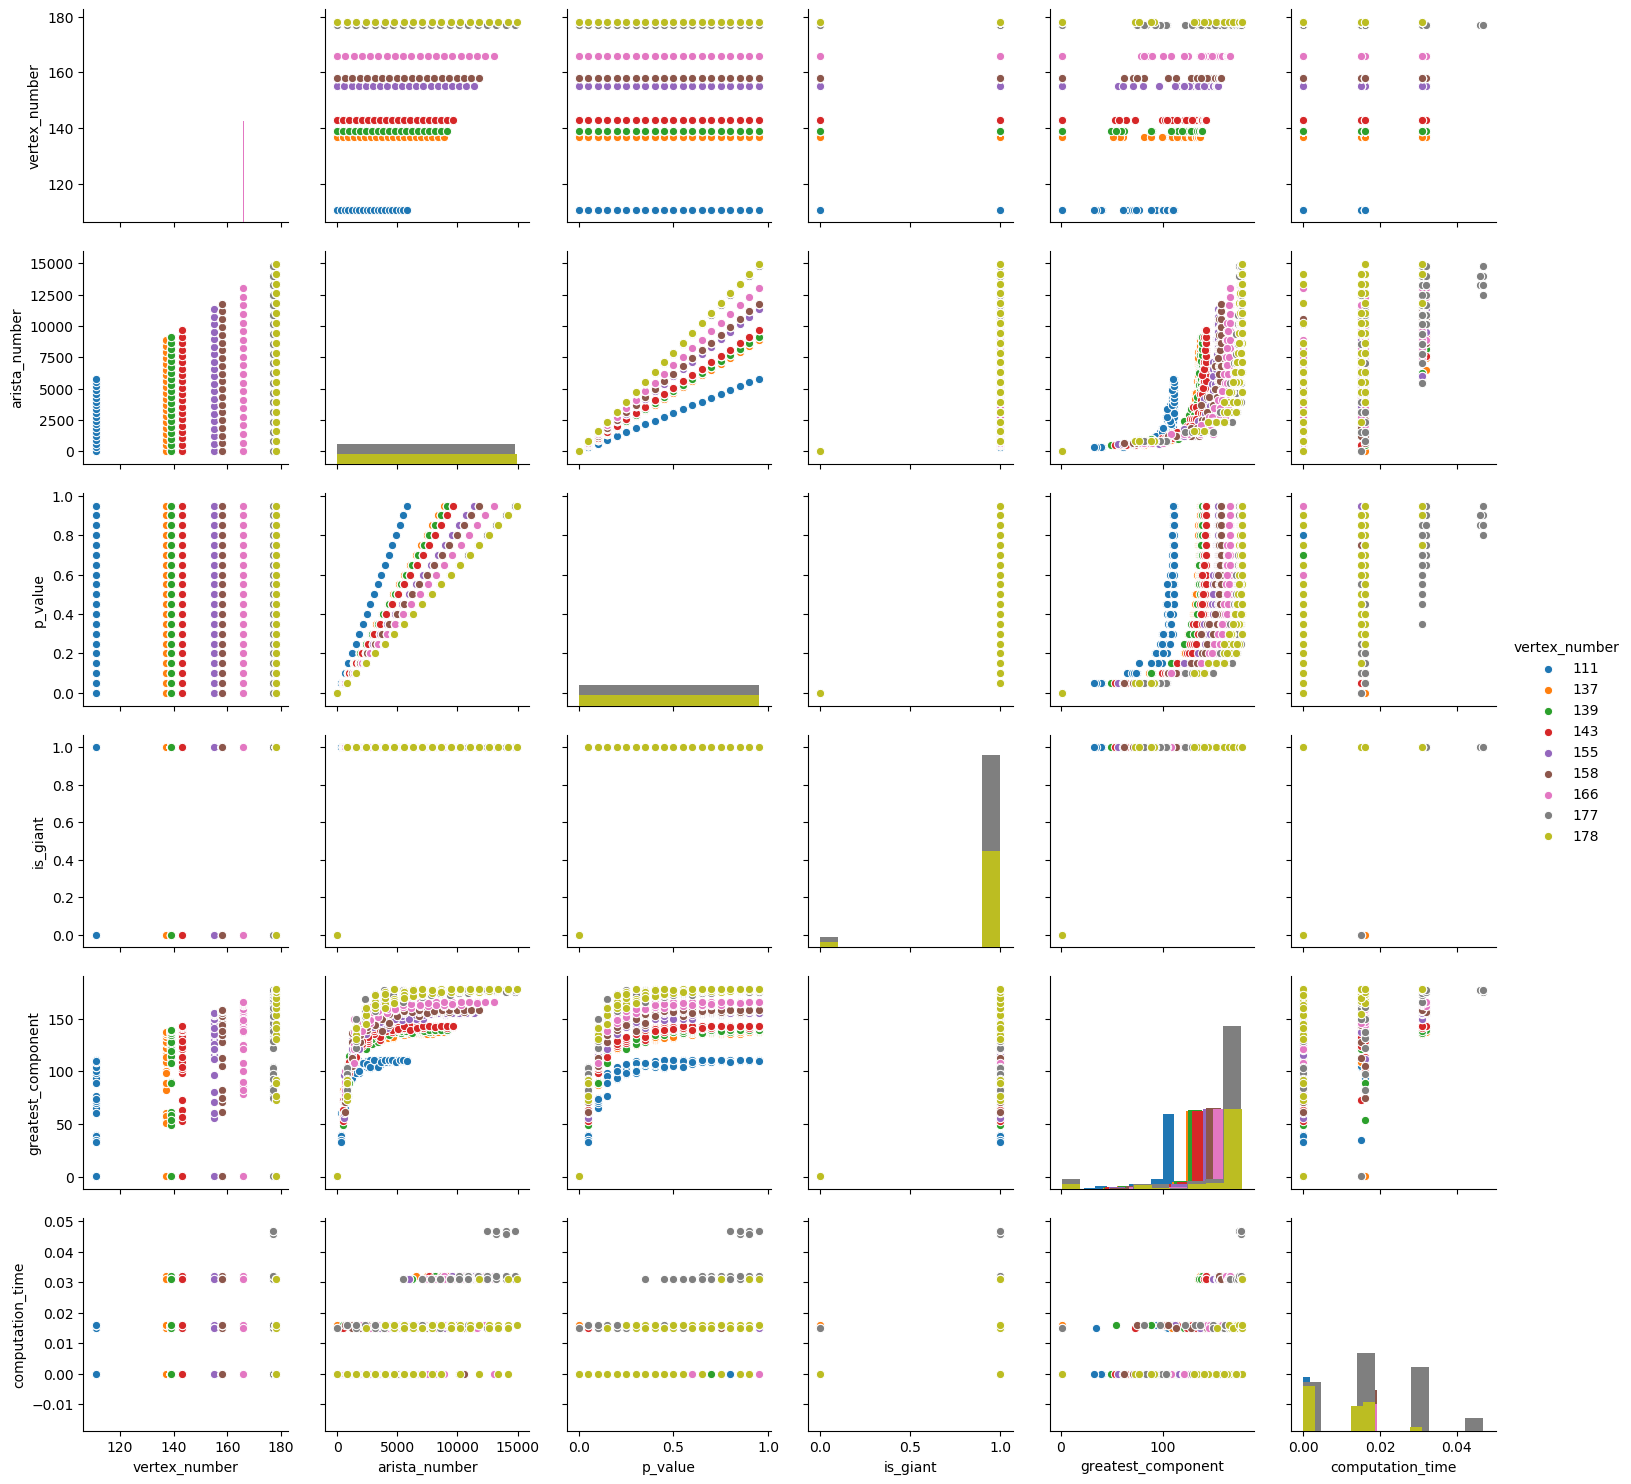 vertex_number
180
160
140
120
arista_number
15000
12500
10000
7500
5000
2500
0
p_value
1.0
0.8
0.6
0.4
0.2
0.0
is_giant
1.0
0.8
0.6
0.4
0.2
0.0
greatest_component
150
100
50
0
computation_time
0.05
0.04
0.03
0.02
0.01
0.00
−0.01
120 140 160 180
0 5000 10000 15000
0.0 0.5 1.0
0.0 0.5 1.0
0 100
0.00 0.02 0.04
vertex_number
arista_number
p_value
is_giant
greatest_component
computation_time
vertex_number
111
137
139
143
155
158
166
177
178